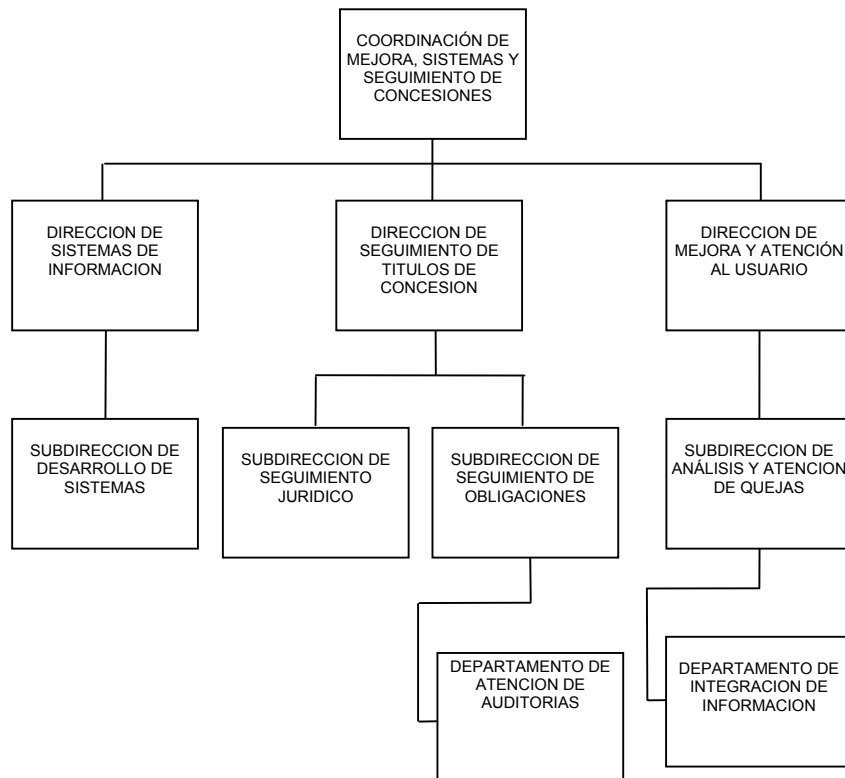 COORDINACIÓN DE
MEJORA, SISTEMAS Y
SEGUIMIENTO DE
CONCESIONES
DIRECCION DE
SISTEMAS DE
INFORMACION
DIRECCION DE
SEGUIMIENTO DE
TITULOS DE
CONCESION
DIRECCION DE
MEJORA Y ATENCIÓN
AL USUARIO
SUBDIRECCION DE
DESARROLLO DE
SISTEMAS
SUBDIRECCION DE
SEGUIMIENTO
JURIDICO
SUBDIRECCION DE
SEGUIMIENTO DE
OBLIGACIONES
SUBDIRECCION DE
ANÁLISIS Y ATENCION
DE QUEJAS
DEPARTAMENTO DE
ATENCION DE
AUDITORIAS
DEPARTAMENTO DE
INTEGRACION DE
INFORMACION